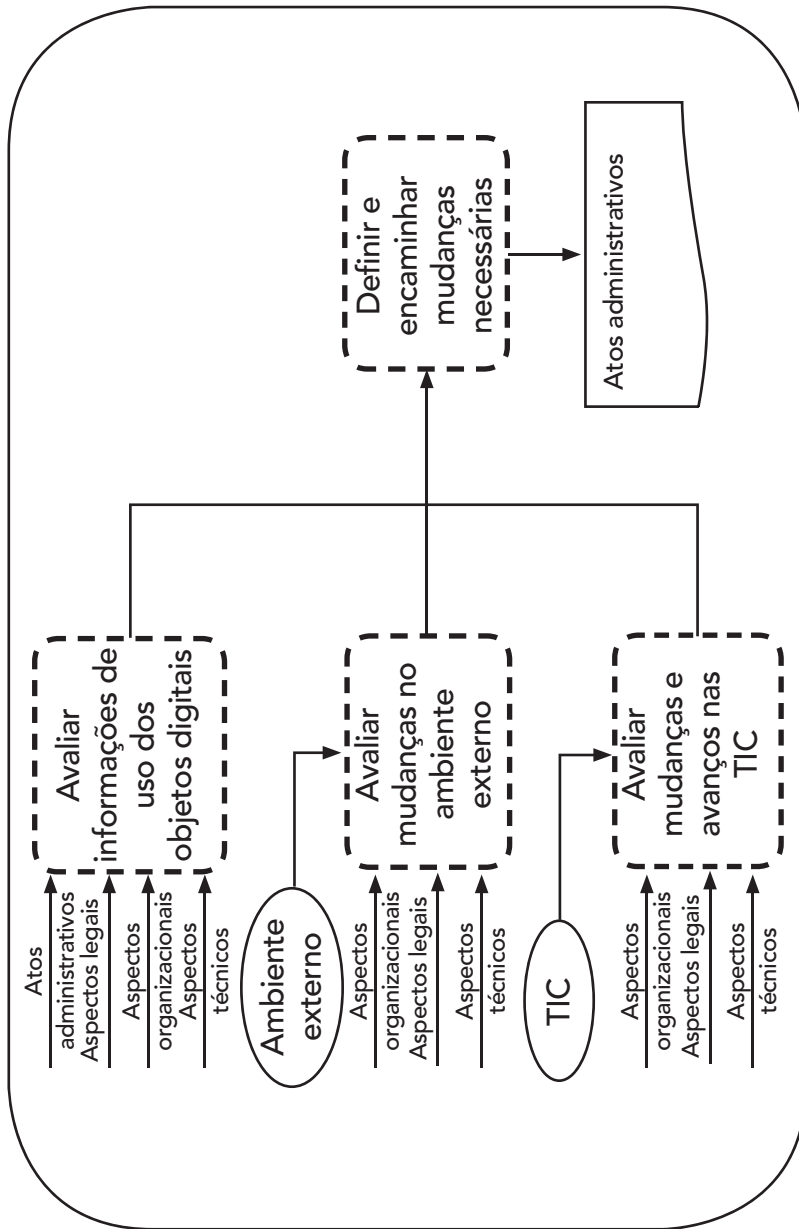 Atos
administrativos
Aspectos legais
Aspectos
organizacionais
Aspectos
técnicos
Avaliar
informações de
uso dos
objetos digitais
Ambiente
externo
Aspectos
organizacionais
Aspectos legais
Aspectos
técnicos
Avaliar
mudanças no
ambiente
externo
TIC
Aspectos
organizacionais
Aspectos legais
Aspectos
técnicos
Avaliar
mudanças e
avanços nas
TIC
Definir e
encaminhar
mudanças
necessárias
Atos administrativos